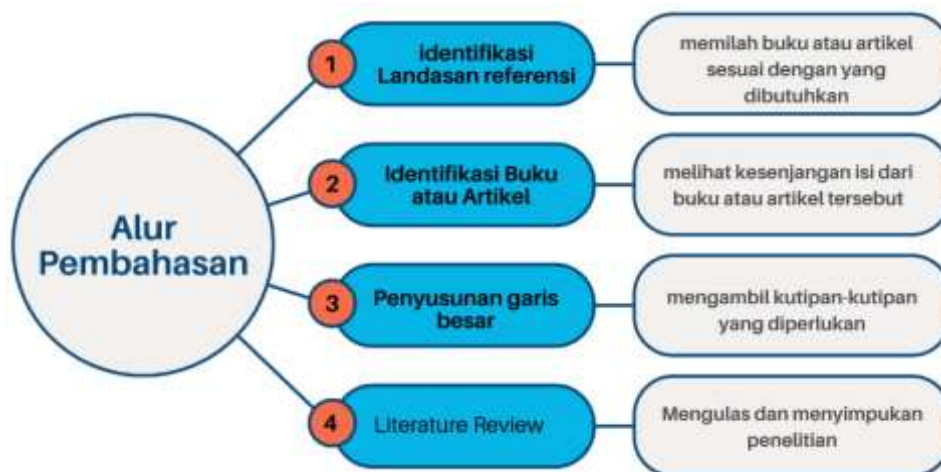 Alur
Pembahasan
1
identifikasi
Landasan referensi
memilah buku atau artikel
sesuai dengan yang
dibutuhkan
2
Identifikasi Buku
atau Artikel
melihat kesenjangan isi dari
buku atau artikel tersebut
3
Penyusunan garis
besar
mengambil kutipan-kutipan
yang diperlukan
4
Literature Review
Mengulas dan menyimpukan
penelitian